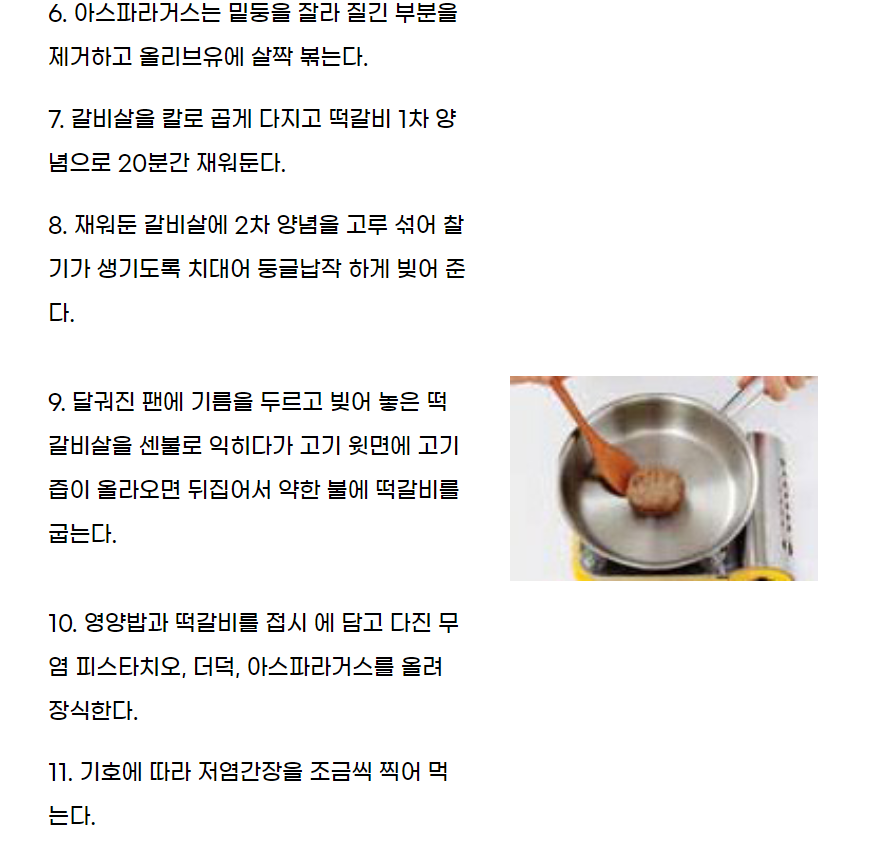 6. 아스파라거스는 밑둥을 잘라 질긴 부분을
제거하고 올리브유에 살짝 볶는다.
7. 갈비살을 칼로 곱게 다지고 떡갈비 1차 양
념으로 20분간 재워둔다.
8. 재워둔 갈비살에 2차 양념을 고루 섞어 찰
기가 생기도록 치대어 둥글납작 하게 빚어 준
다.
9. 달궈진 팬에 기름을 두르고 빚어 놓은 떡
갈비살을 센불로 익히다가 고기 윗면에 고기
즙이 올라오면 뒤집어서 약한 불에 떡갈비를
굽는다.
10. 영양밥과 떡갈비를 접시 에 담고 다진 무
염 피스타치오, 더덕, 아스파라거스를 올려
장식한다.
11. 기호에 따라 저염간장을 조금씩 찍어 먹
는다.